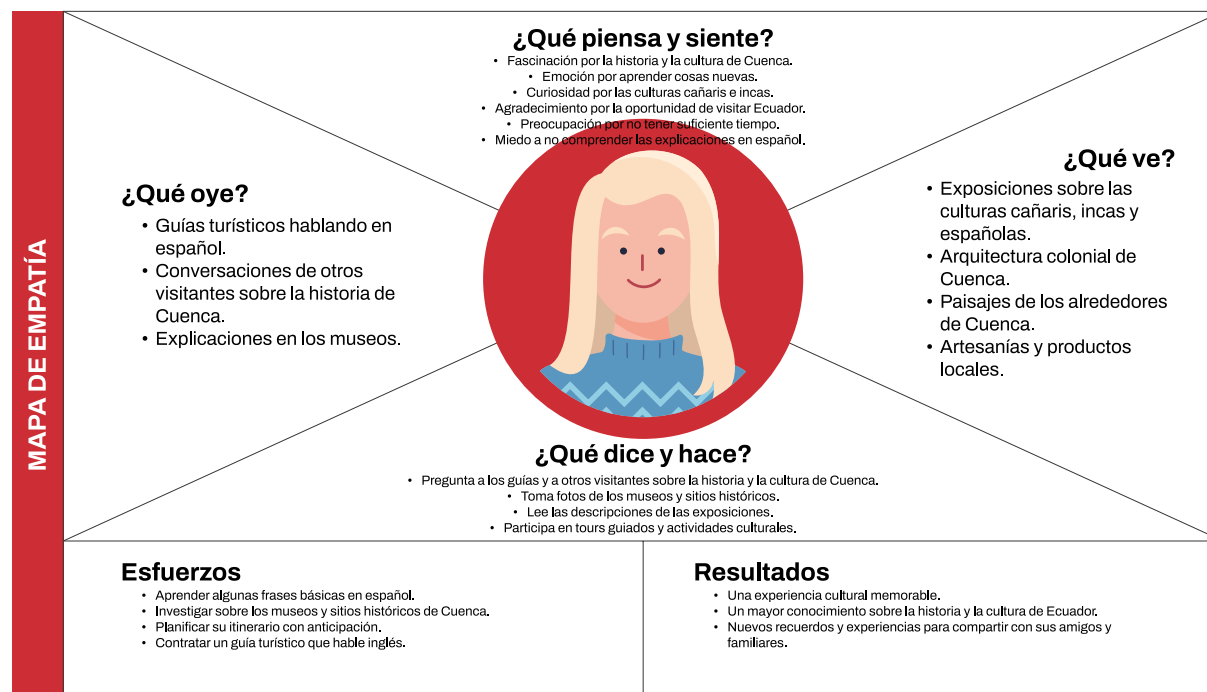 MAPA DE EMPATÍA
¿Qué piensa y siente?
• Fascinación por la historia y la cultura de Cuenca.
• Emoción por aprender cosas nuevas.
• Curiosidad por las culturas cañaris e incas.
• Agradecimiento por la oportunidad de visitar Ecuador.
• Preocupación por no tener suficiente tiempo.
• Miedo a no comprender las explicaciones en español.
¿Qué oye?
• Guías turísticos hablando en
español.
• Conversaciones de otros
visitantes sobre la historia de
Cuenca.
• Explicaciones en los museos.
¿Qué ve?
• Exposiciones sobre las
culturas cañaris, incas y
españolas.
• Arquitectura colonial de
Cuenca.
• Paisajes de los alrededores
de Cuenca.
• Artesanías y productos
locales.
¿Qué dice y hace?
• Pregunta a los guías y a otros visitantes sobre la historia y la cultura de Cuenca.
• Toma fotos de los museos y sitios históricos.
• Lee las descripciones de las exposiciones.
• Participa en tours guiados y actividades culturales.
Esfuerzos
• Aprender algunas frases básicas en español.
• Investigar sobre los museos y sitios históricos de Cuenca.
• Planificar su itinerario con anticipación.
• Contratar un guía turístico que hable inglés.
Resultados
• Una experiencia cultural memorable.
• Un mayor conocimiento sobre la historia y la cultura de Ecuador.
• Nuevos recuerdos y experiencias para compartir con sus amigos y
familiares.